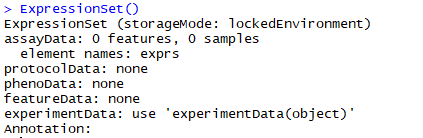 > ExpressionSet()
ExpressionSet (storageMode: lockedEnvironment)
assayData: 0 features, 0 samples
  element names: exprs
protocolData: none
phenoData: none
featureData: none
experimentData: use 'experimentData(object)'
Annotation: